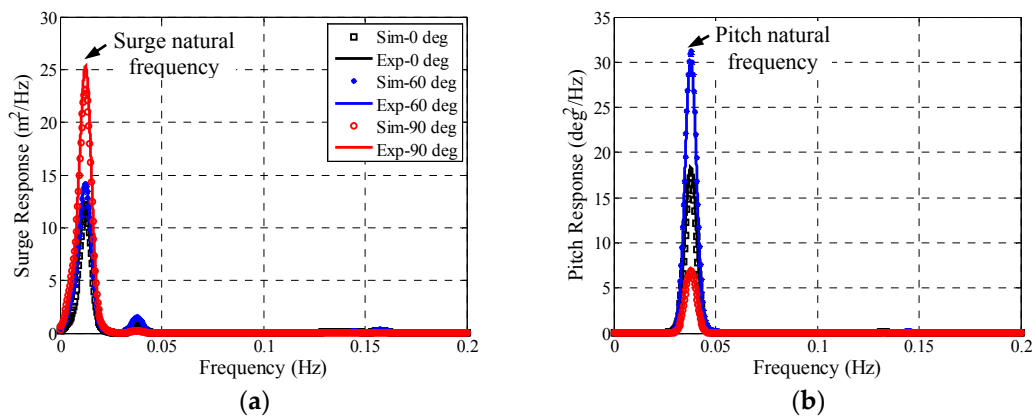 Surge Response (m²/Hz)
30
25
20
15
10
5
0
Surge natural
frequency
Sim-0 deg
Exp-0 deg
Sim-60 deg
Exp-60 deg
Sim-90 deg
Exp-90 deg
0 0.05 0.1 0.15 0.2
Frequency (Hz)
(a)
Pitch Response (deg²/Hz)
35
30
25
20
15
10
5
0
Pitch natural
frequency
0 0.05 0.1 0.15 0.2
Frequency (Hz)
(b)